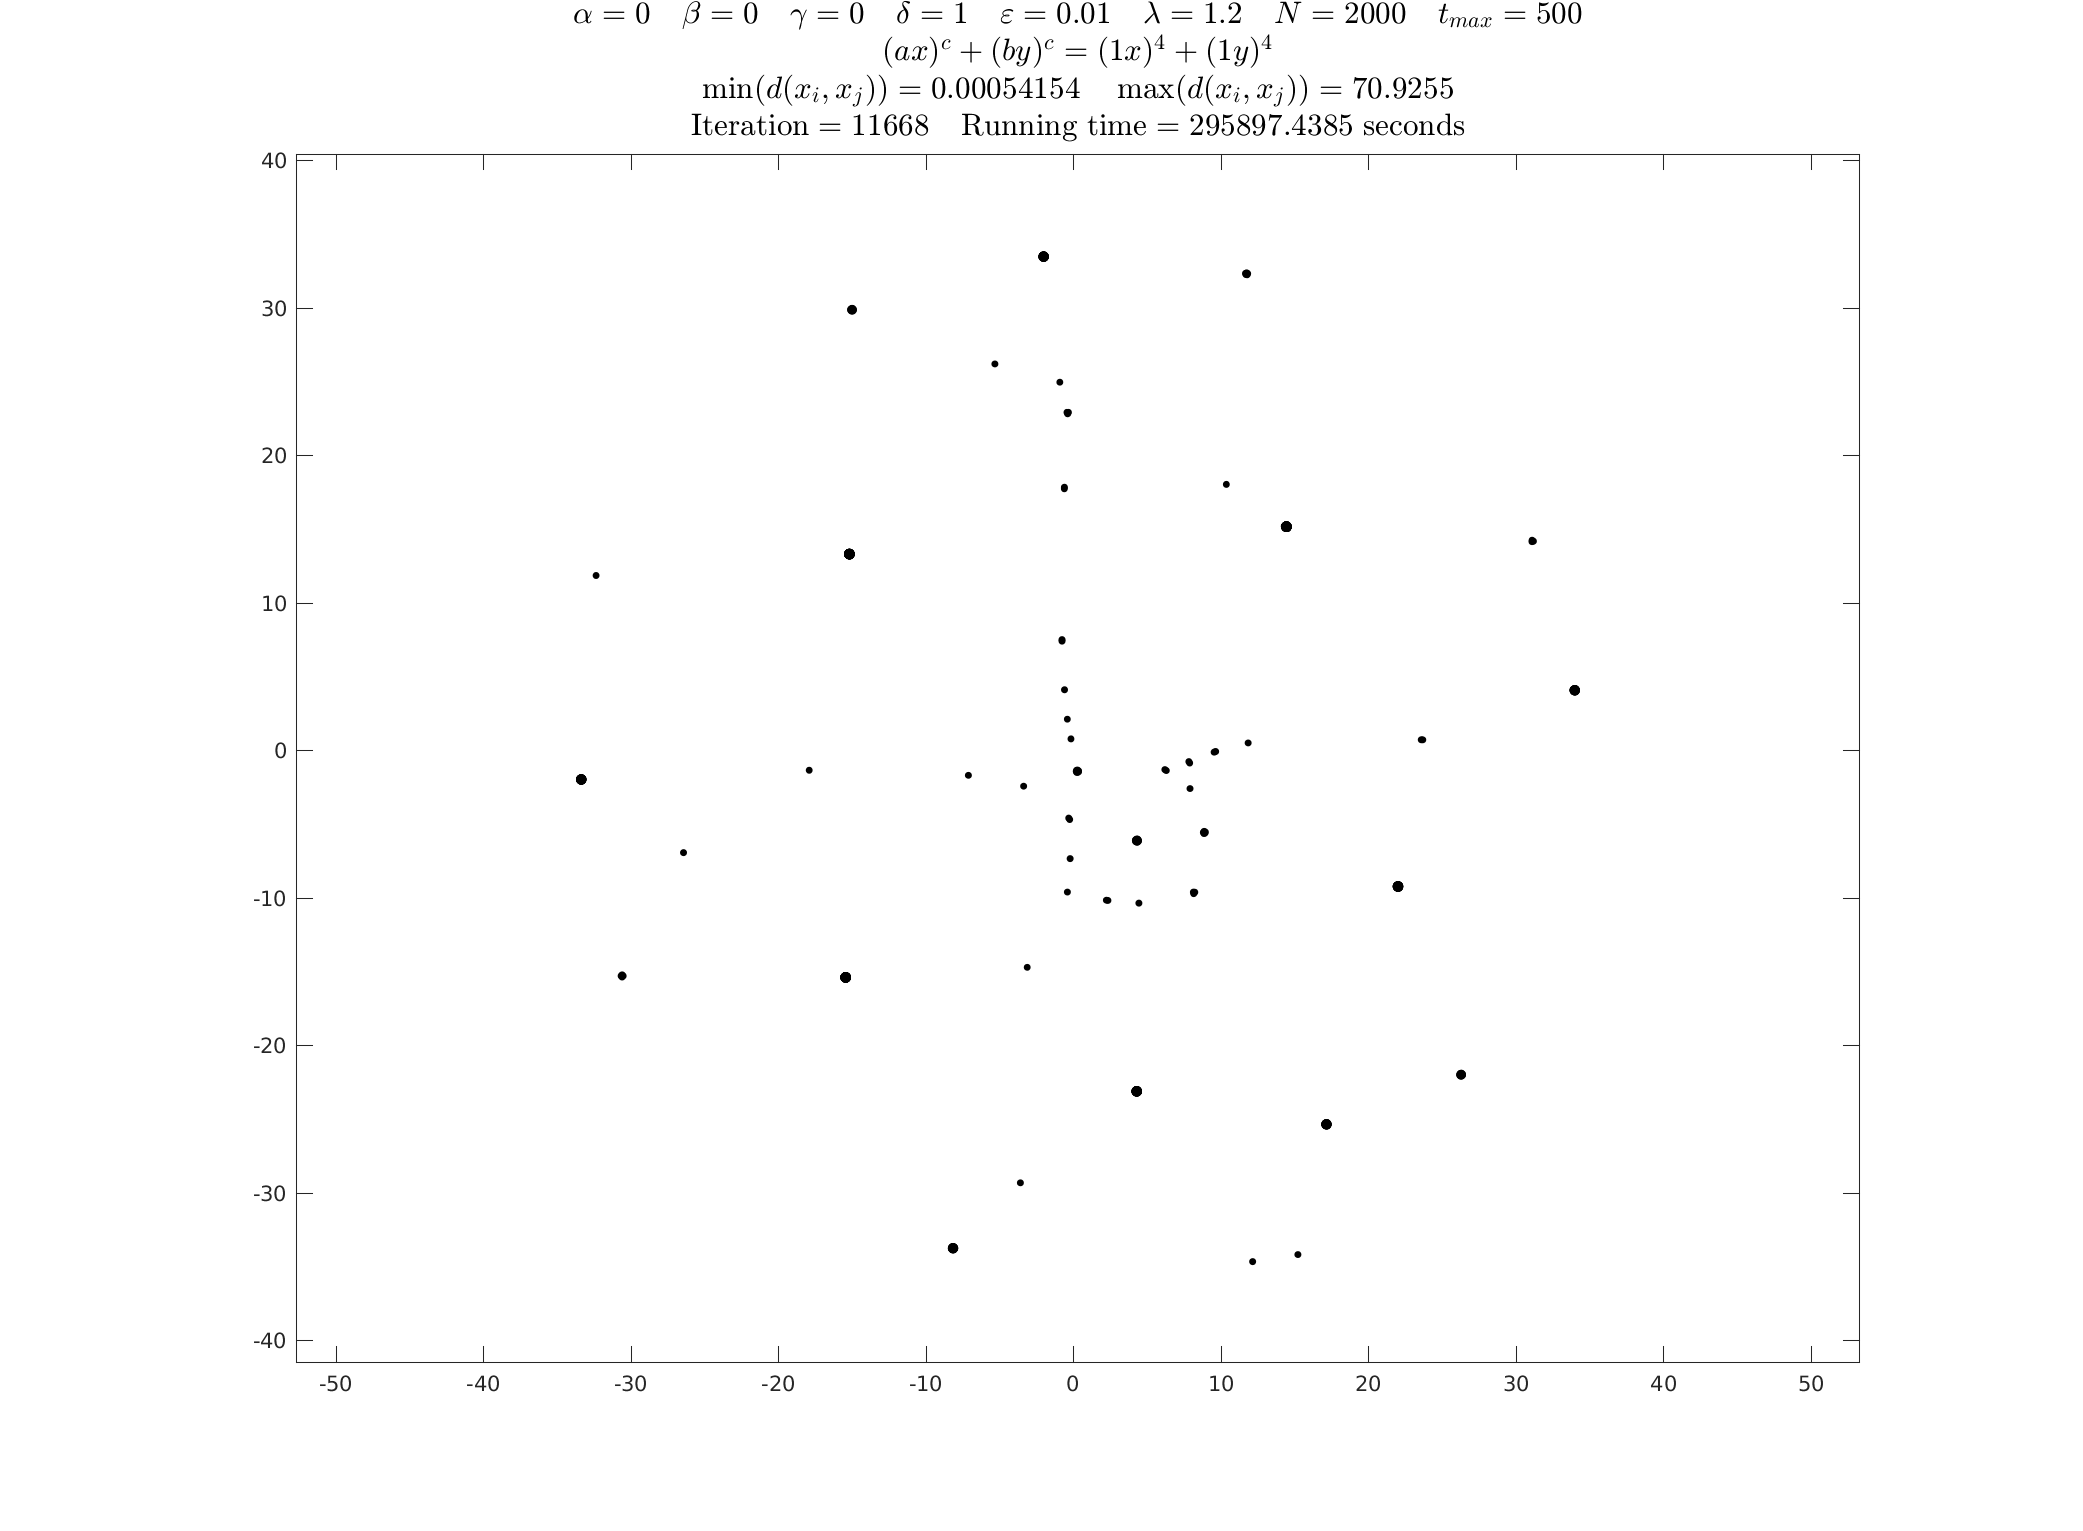 α = 0 β = 0 γ = 0 δ = 1 ε = 0.01 λ = 1.2 N = 2000 t_{max} = 500
(ax)^c + (by)^c = (1x)^4 + (1y)^4
min(d(x_i, x_j)) = 0.00054154 max(d(x_i, x_j)) = 70.9255
Iteration = 11668 Running time = 295897.4385 seconds
40
30
20
10
0
-10
-20
-30
-40
-50 -40 -30 -20 -10 0 10 20 30 40 50